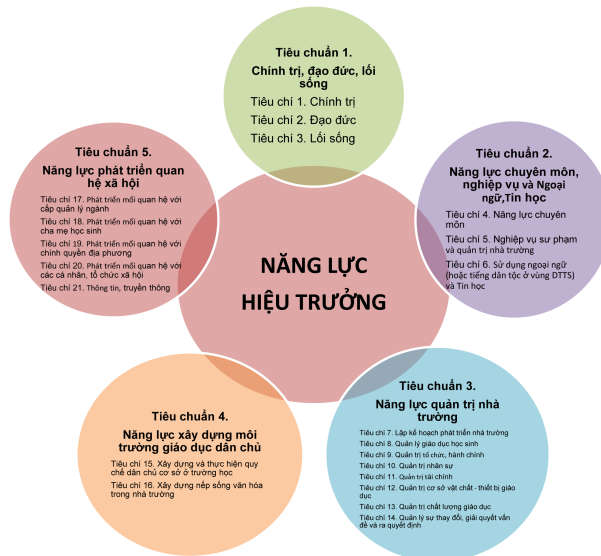 Tiêu chuẩn 1.
Chính trị, đạo đức, lối
sống
Tiêu chí 1. Chính trị
Tiêu chí 2. Đạo đức
Tiêu chí 3. Lối sống
Tiêu chuẩn 2.
Năng lực chuyên môn,
nghiệp vụ và Ngoại
ngữ,Tin học
Tiêu chí 4. Năng lực chuyên
môn
Tiêu chí 5. Nghiệp vụ sư phạm
và quản trị nhà trường
Tiêu chí 6. Sử dụng ngoại ngữ
(hoặc tiếng dân tộc ở vùng DTTS)
và Tin học
Tiêu chuẩn 3.
Năng lực quản trị nhà
trường
Tiêu chí 7. Lập kế hoạch phát triển nhà trường
Tiêu chí 8. Quản lý giáo dục học sinh
Tiêu chí 9. Quản trị tổ chức, hành chính
Tiêu chí 10. Quản trị nhân sự
Tiêu chí 11. Quản trị tài chính
Tiêu chí 12. Quản trị cơ sở vật chất - thiết bị giáo
dục
Tiêu chí 13. Quản trị chất lượng giáo dục
Tiêu chí 14. Quản lý sự thay đổi, giải quyết vấn
đề và ra quyết định
Tiêu chuẩn 4.
Năng lực xây dựng môi
trường giáo dục dân chủ
Tiêu chí 15. Xây dựng và thực hiện quy
chế dân chủ cơ sở ở trường học
Tiêu chí 16. Xây dựng nếp sống văn hóa
trong nhà trường
Tiêu chuẩn 5.
Năng lực phát triển quan
hệ xã hội
Tiêu chí 17. Phát triển mối quan hệ với
cấp quản lý ngành
Tiêu chí 18. Phát triển mối quan hệ với
cha mẹ học sinh
Tiêu chí 19. Phát triển mối quan hệ với
chính quyền địa phương
Tiêu chí 20. Phát triển mối quan hệ với
các cá nhân, tổ chức xã hội
Tiêu chí 21. Thông tin, truyền thông
NĂNG LỰC
HIỆU TRƯỞNG